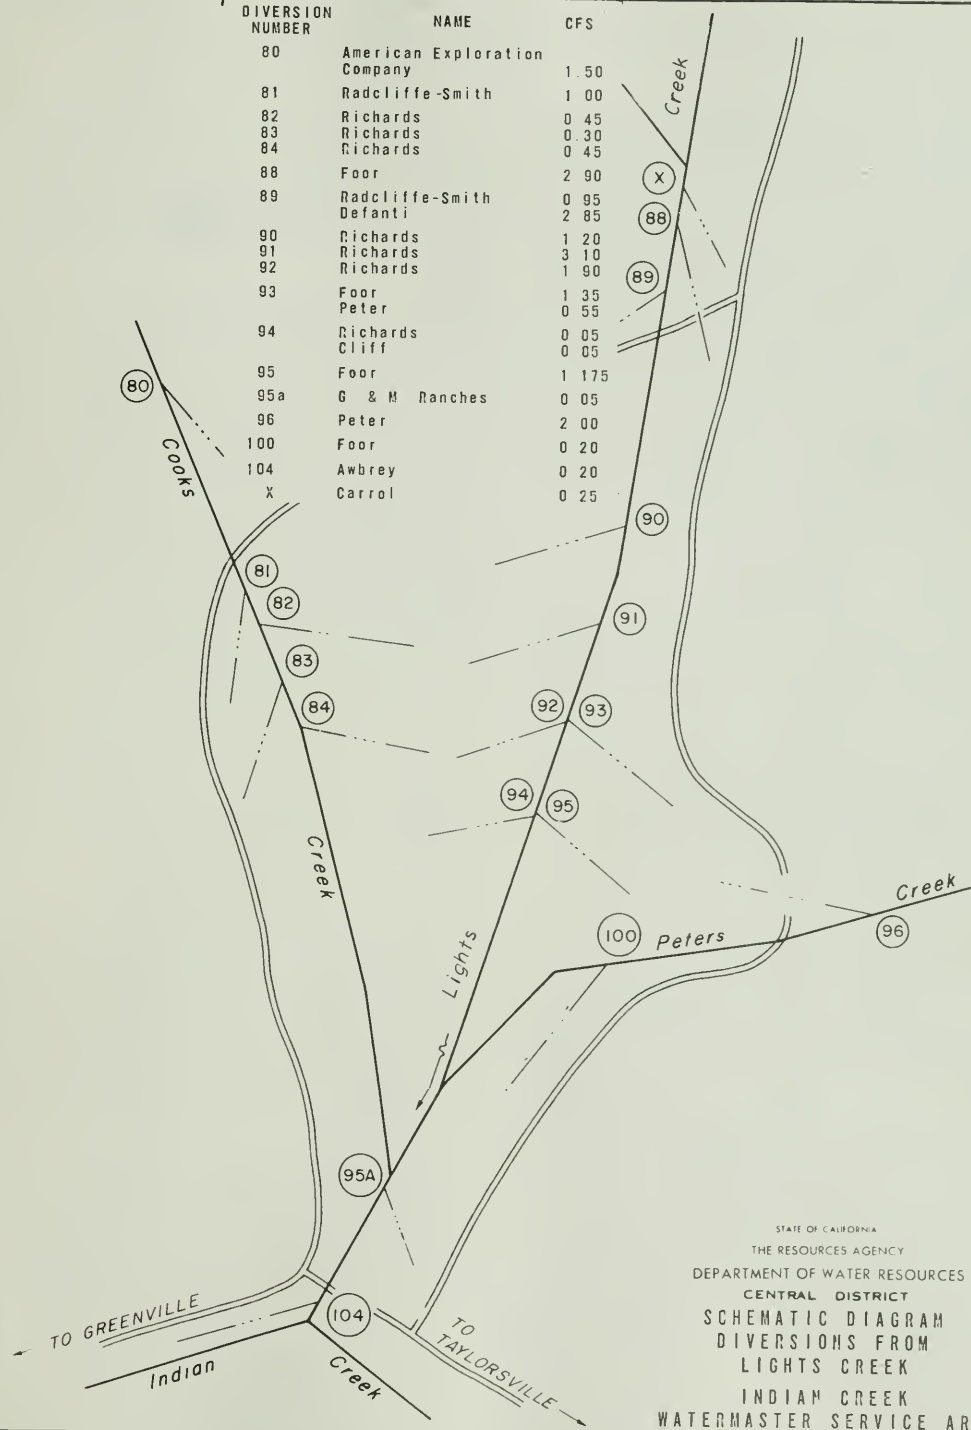 DIVERSION NUMBER NAME CFS
80 American Exploration
Company 1.50
81 Radcliffe-Smith 1 00
82 Richards 0 45
83 Richards 0.30
84 Richards 0 45
88 Foor 2 90
89 Radcliffe-Smith 0 95
Defanti 2 85
90 Richards 1 20
91 Richards 3 10
92 Richards 1 90
93 Foor 1 35
Peter 0 55
94 Richards 0 05
Cliff 0 05
95 Foor 1 175
95a G & M Ranches 0 05
96 Peter 2 00
100 Foor 0 20
104 Awbrey 0 20
X Carrol 0 25
Creek
X
88
89
80
Cooks
90
81
82
91
83
84
92
93
94
95
Creek
Creek
96
100
Peters
Lights
95A
104
TO GREENVILLE
TO
TAYLORSVILLE
Indian
Creek
STATE OF CALIFORNIA
THE RESOURCES AGENCY
DEPARTMENT OF WATER RESOURCES
CENTRAL DISTRICT
SCHEMATIC DIAGRAM
DIVERSIONS FROM
LIGHTS CREEK
INDIAN CREEK
WATERMASTER SERVICE AR